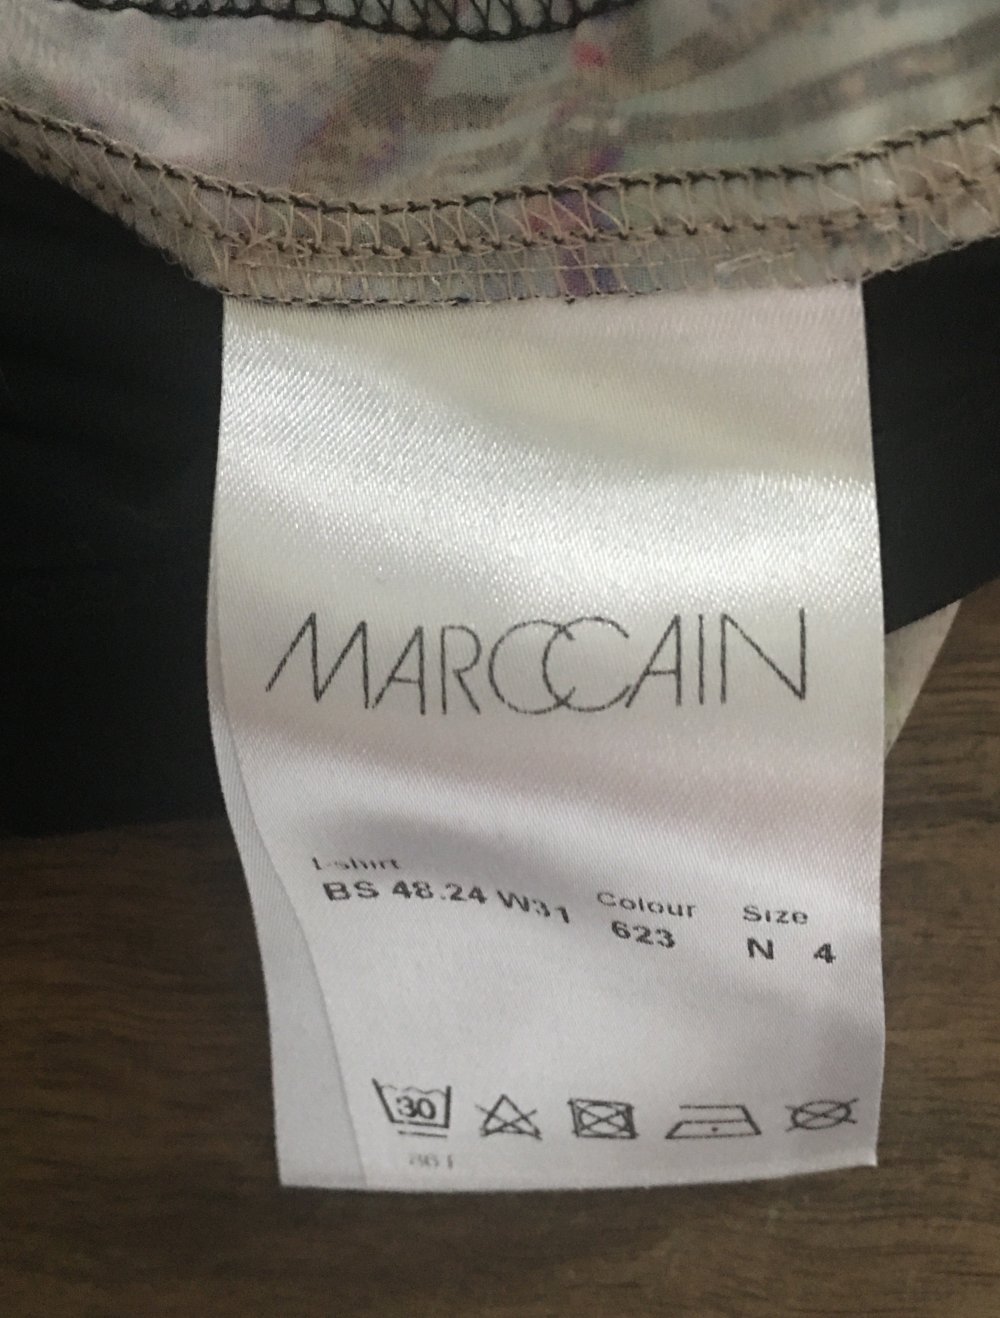 MARCCAIN
T-shirt
BS 48.24 W31
Colour
623
Size
N 4
30